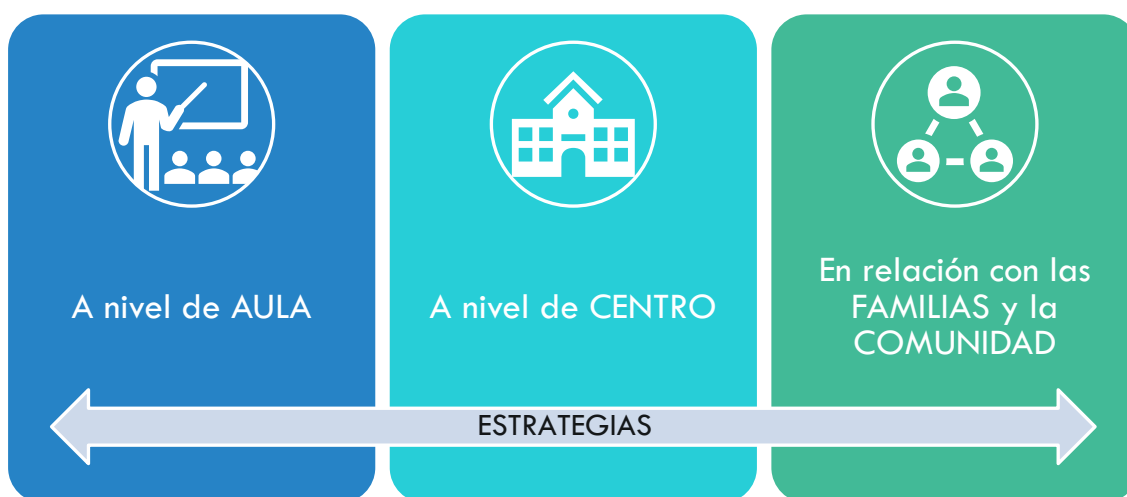 A nivel de AULA
A nivel de CENTRO
En relación con las
FAMILIAS y la
COMUNIDAD
ESTRATEGIAS